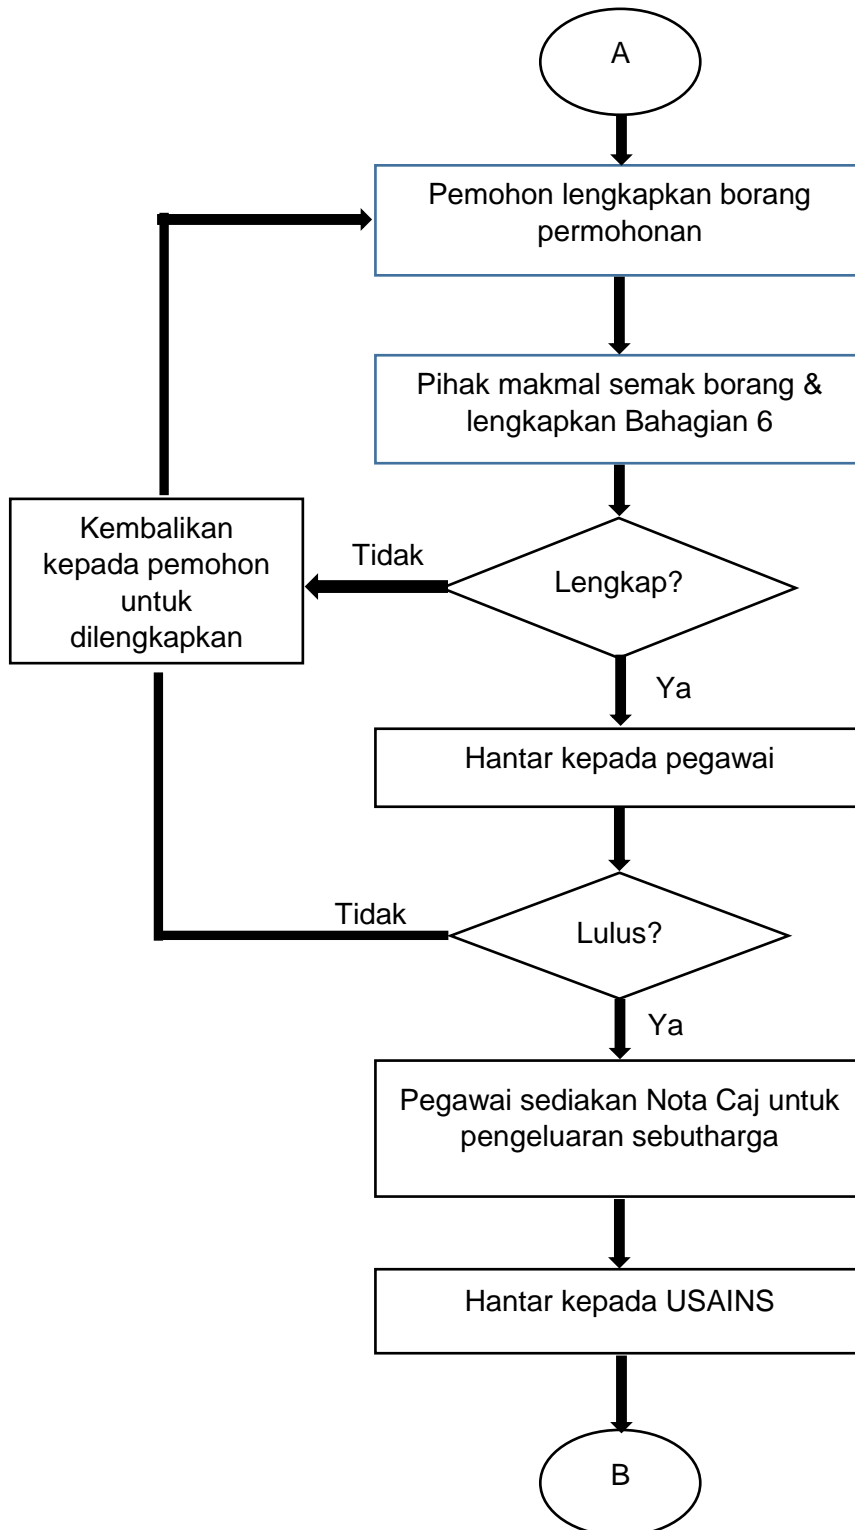 A
Pemohon lengkapkan borang
permohonan
Pihak makmal semak borang &
lengkapkan Bahagian 6
Kembalikan
kepada pemohon
untuk
dilengkapkan
Tidak
Lengkap?
Ya
Hantar kepada pegawai
Tidak
Lulus?
Ya
Pegawai sediakan Nota Caj untuk
pengeluaran sebutharga
Hantar kepada USAINS
B